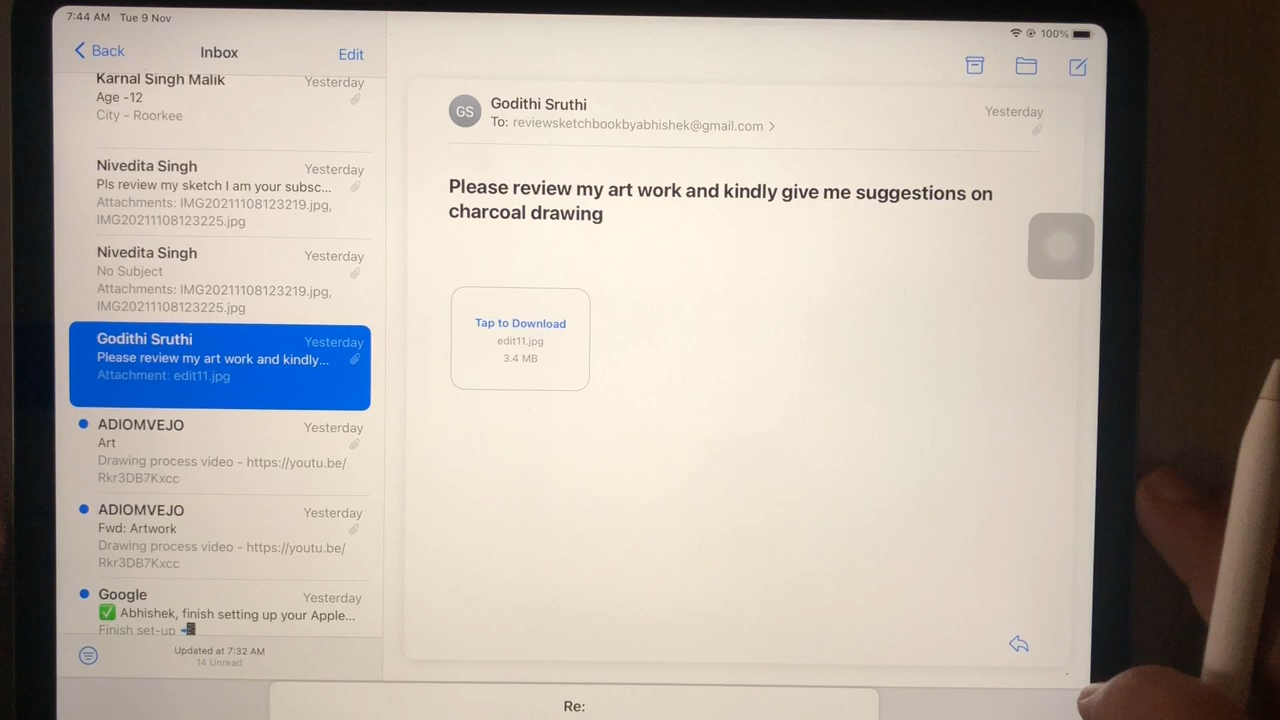 7:44 AM Tue 9 Nov
100%
Back
Inbox
Edit
Karnal Singh Malik
Yesterday
Age -12
City - Roorkee
Nivedita Singh
Yesterday
Pls review my sketch I am your subsc...
Attachments: IMG20211108123219.jpg,
IMG20211108123225.jpg
Nivedita Singh
Yesterday
No Subject
Attachments: IMG20211108123219.jpg,
IMG20211108123225.jpg
Godithi Sruthi
Yesterday
Please review my art work and kindly...
Attachment: edit11.jpg
ADIOMVEJO
Yesterday
Art
Drawing process video - https://youtu.be/
Rkr3DB7Kxcc
ADIOMVEJO
Yesterday
Fwd: Artwork
Drawing process video - https://youtu.be/
Rkr3DB7Kxcc
Google
Yesterday
✅ Abhishek, finish setting up your Apple...
Finish set-up 📲
Updated at 7:32 AM
14 Unread
GS
Godithi Sruthi
Yesterday
To: reviewsketchbookbyabhishek@gmail.com
Please review my art work and kindly give me suggestions on
charcoal drawing
Tap to Download
edit11.jpg
3.4 MB
Re: